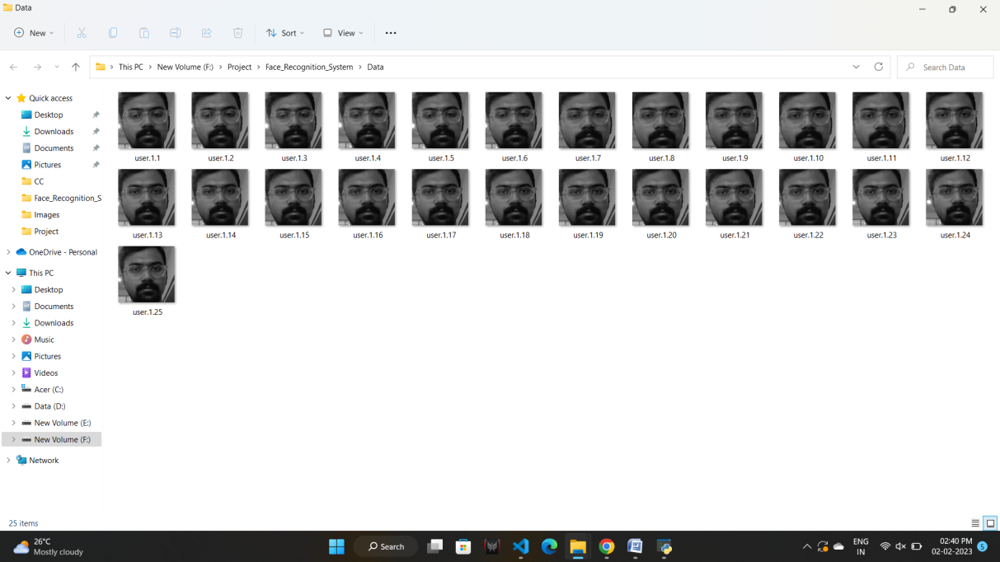 Data
New
Sort
View
This PC > New Volume (F:) > Project > Face_Recognition_System > Data
Search Data
Quick access
Desktop
Downloads
Documents
Pictures
CC
Face_Recognition_S
Images
Project
OneDrive - Personal
This PC
Desktop
Documents
Downloads
Music
Pictures
Videos
Acer (C:)
Data (D:)
New Volume (E:)
New Volume (F:)
Network
user.1.1 user.1.2 user.1.3 user.1.4 user.1.5 user.1.6 user.1.7 user.1.8 user.1.9 user.1.10 user.1.11 user.1.12
user.1.13 user.1.14 user.1.15 user.1.16 user.1.17 user.1.18 user.1.19 user.1.20 user.1.21 user.1.22 user.1.23 user.1.24
user.1.25
25 items
26°C
Mostly cloudy
Search
ENG
IN
02:40 PM
02-02-2023
5